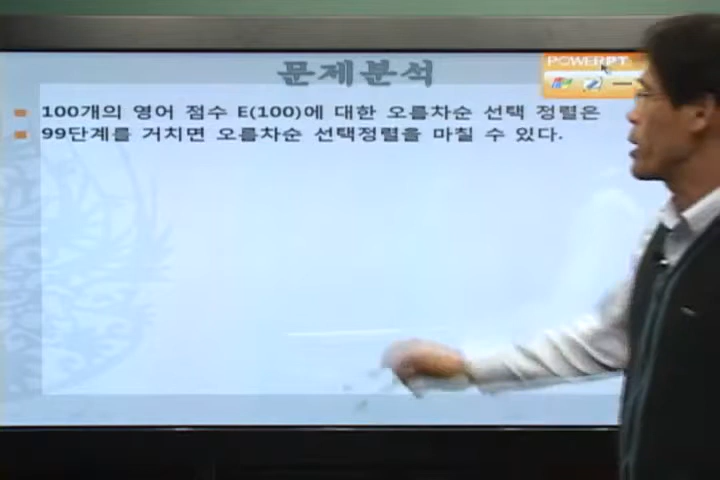 문제분석
POWERPT
100개의 영어 점수 E(100)에 대한 오름차순 선택 정렬은
99단계를 거치면 오름차순 선택정렬을 마칠 수 있다.